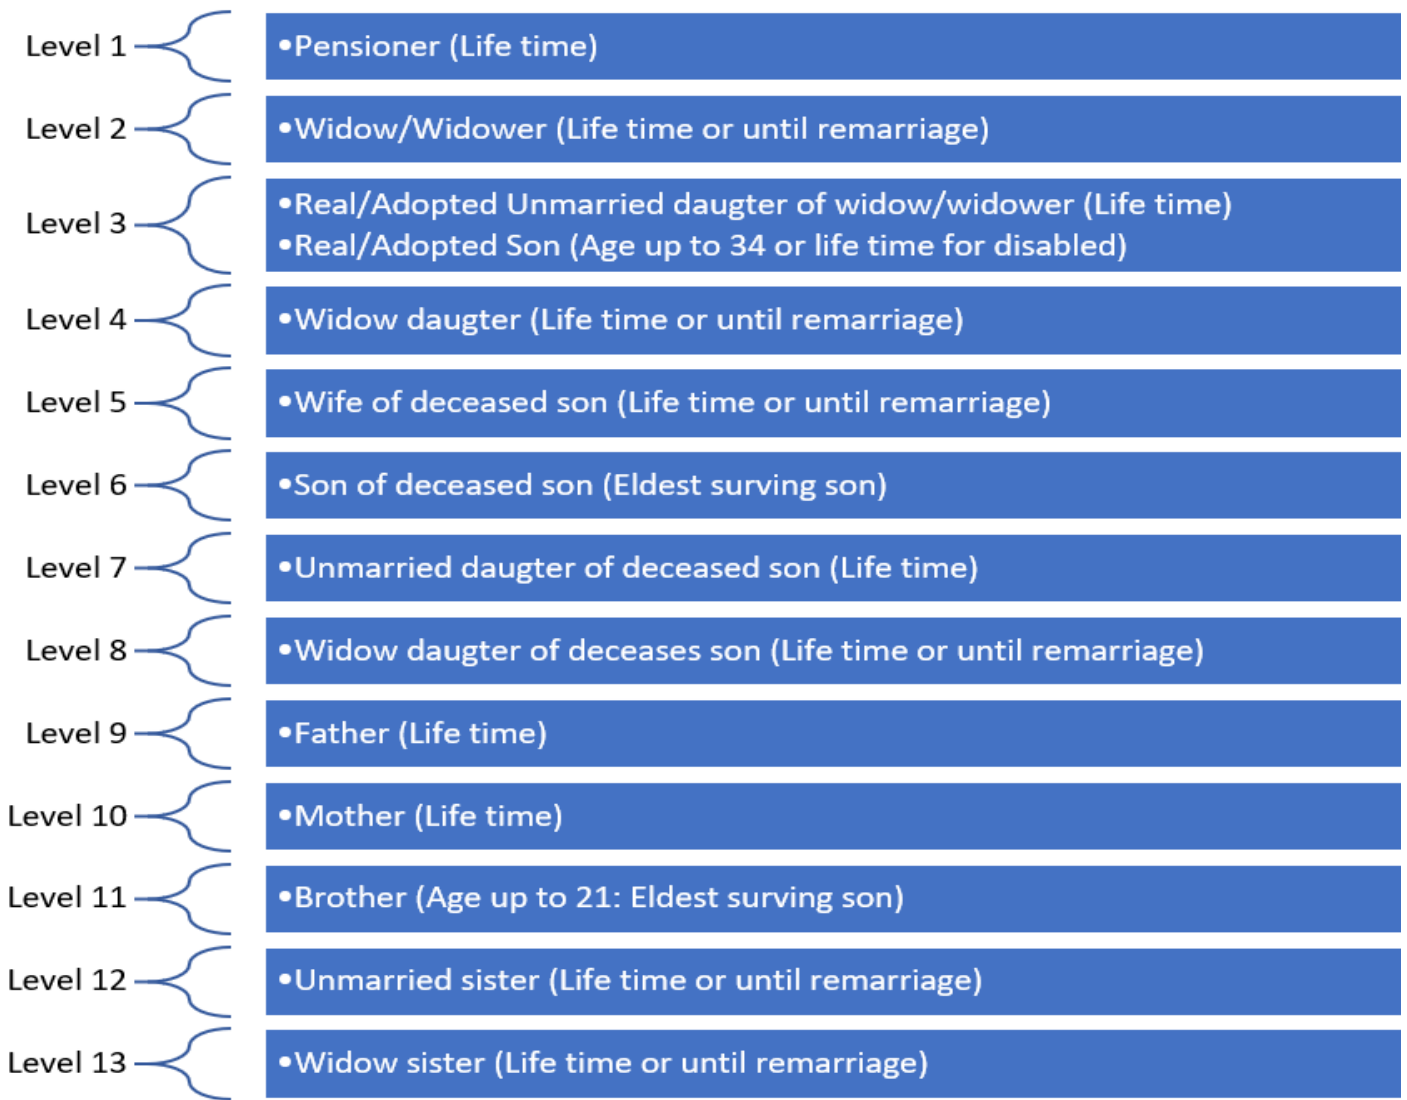 Level 1
•Pensioner (Life time)
Level 2
•Widow/Widower (Life time or until remarriage)
Level 3
•Real/Adopted Unmarried daugter of widow/widower (Life time)
•Real/Adopted Son (Age up to 34 or life time for disabled)
Level 4
•Widow daugter (Life time or until remarriage)
Level 5
•Wife of deceased son (Life time or until remarriage)
Level 6
•Son of deceased son (Eldest surving son)
Level 7
•Unmarried daugter of deceased son (Life time)
Level 8
•Widow daugter of deceases son (Life time or until remarriage)
Level 9
•Father (Life time)
Level 10
•Mother (Life time)
Level 11
•Brother (Age up to 21: Eldest surving son)
Level 12
•Unmarried sister (Life time or until remarriage)
Level 13
•Widow sister (Life time or until remarriage)